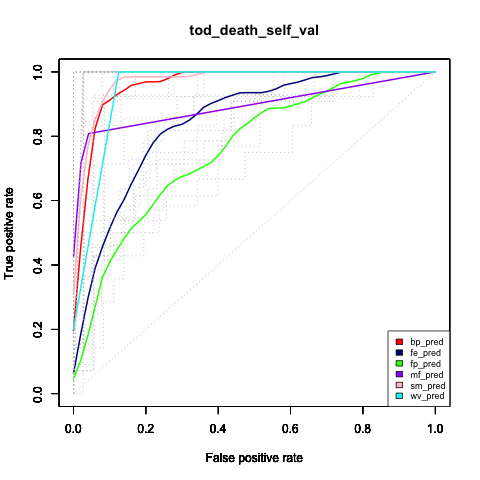 tod_death_self_val
True positive rate
1.0
0.8
0.6
0.4
0.2
0.0
0.0 0.2 0.4 0.6 0.8 1.0
False positive rate
bp_pred
fe_pred
fp_pred
mf_pred
sm_pred
wv_pred